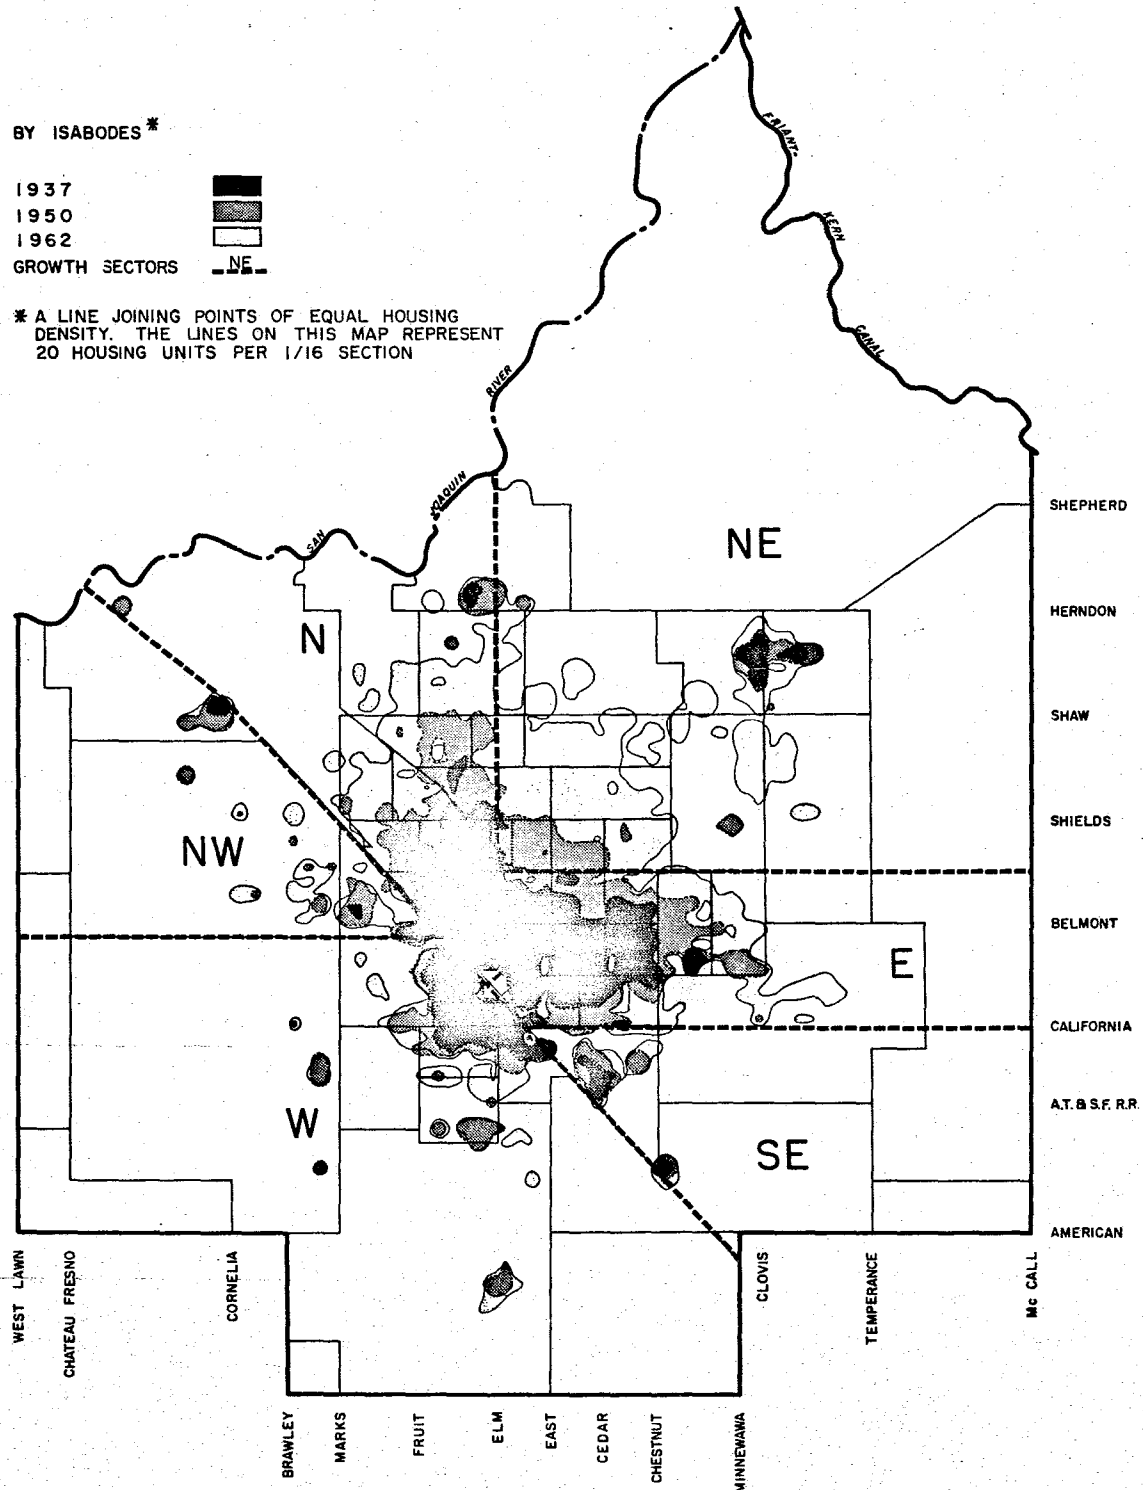 BY ISABODES*
1937
1950
1962
GROWTH SECTORS NE
* A LINE JOINING POINTS OF EQUAL HOUSING
DENSITY. THE LINES ON THIS MAP REPRESENT
20 HOUSING UNITS PER 1/16 SECTION
FRIANT-
KERN
CANAL
RIVER
JOAQUIN
SAN
SHEPHERD
NE
HERNDON
N
SHAW
SHIELDS
NW
BELMONT
E
CALIFORNIA
A.T. & S.F. R.R.
W
SE
AMERICAN
WEST LAWN
CHATEAU FRESNO
CORNELIA
CLOVIS
TEMPERANCE
Mc CALL
BRAWLEY
MARKS
FRUIT
ELM
EAST
CEDAR
CHESTNUT
MINNEWAWA